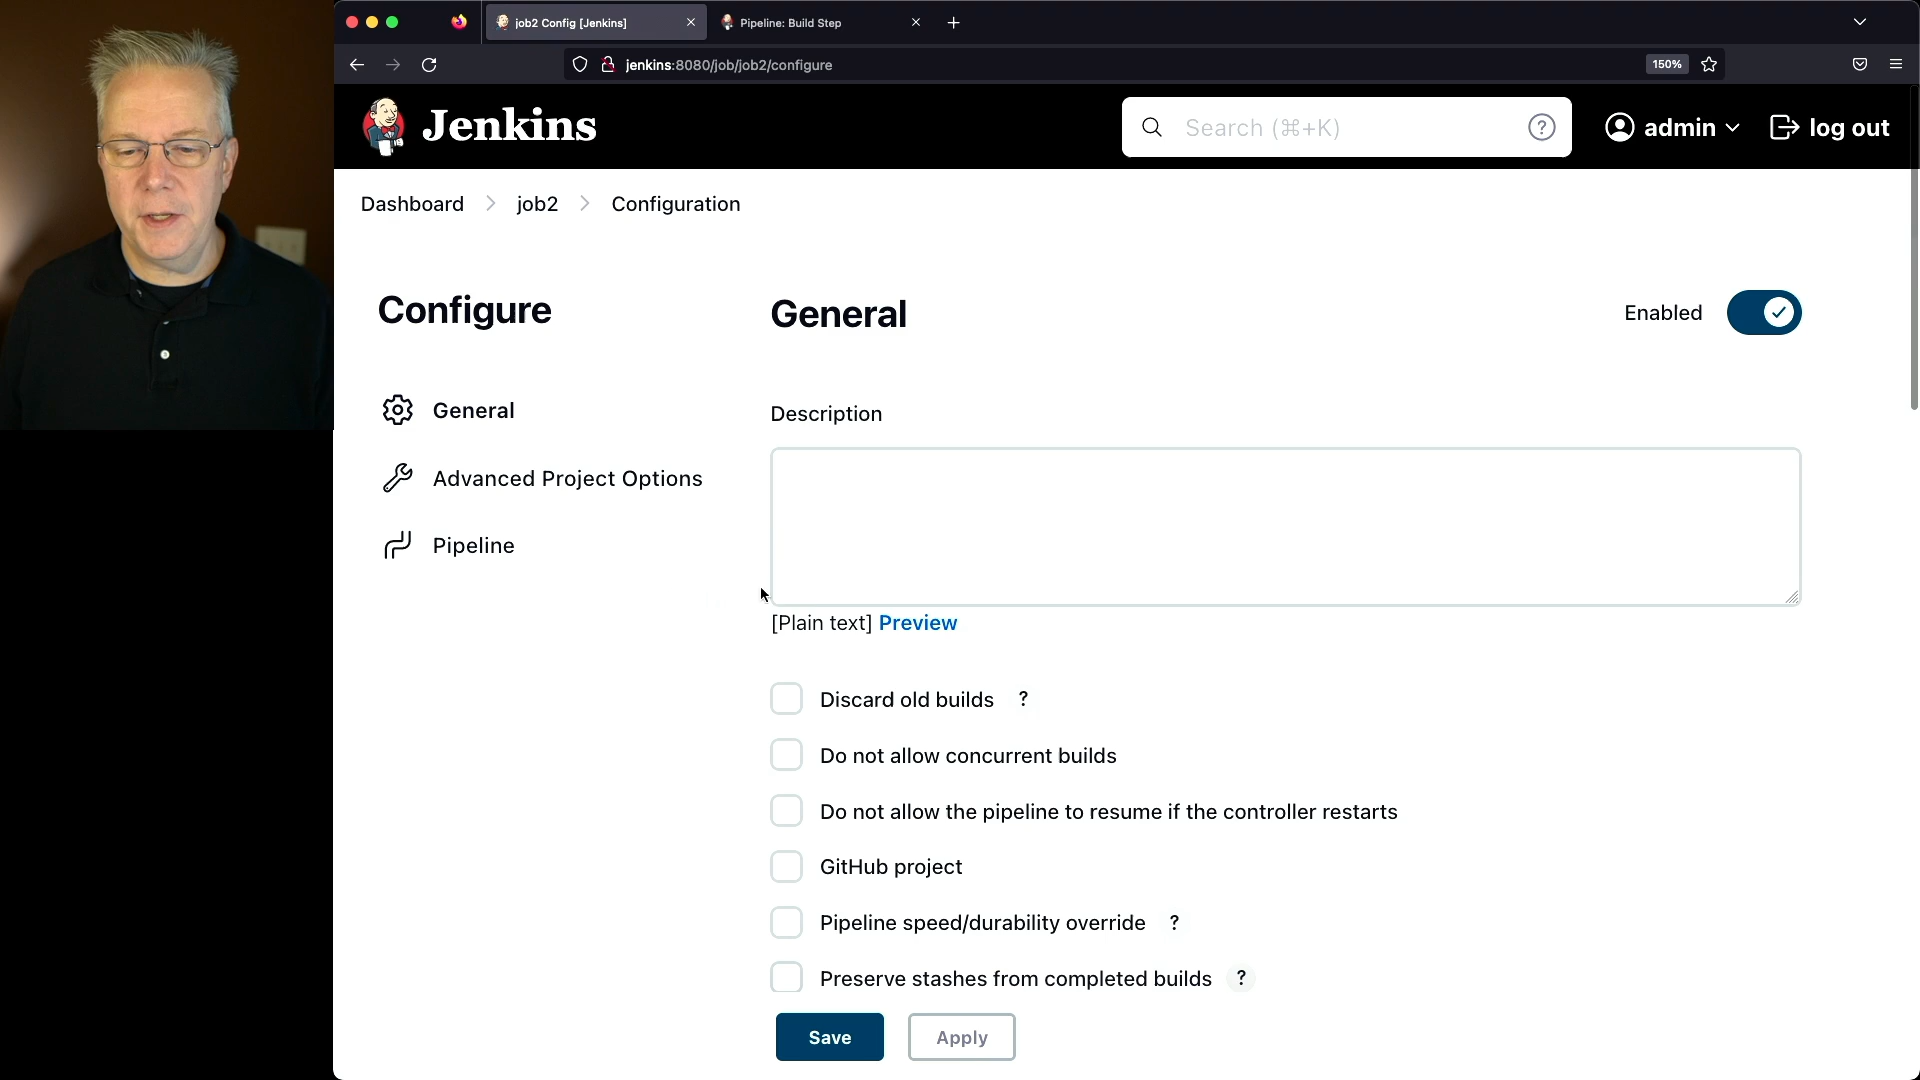 job2 Config [Jenkins]
Pipeline: Build Step
jenkins:8080/job/job2/configure
150%
Jenkins
Search (⌘+K)
admin
log out
Dashboard
job2
Configuration
Configure
General
Enabled
General
Advanced Project Options
Pipeline
Description
[Plain text] Preview
Discard old builds ?
Do not allow concurrent builds
Do not allow the pipeline to resume if the controller restarts
GitHub project
Pipeline speed/durability override ?
Preserve stashes from completed builds ?
Save
Apply